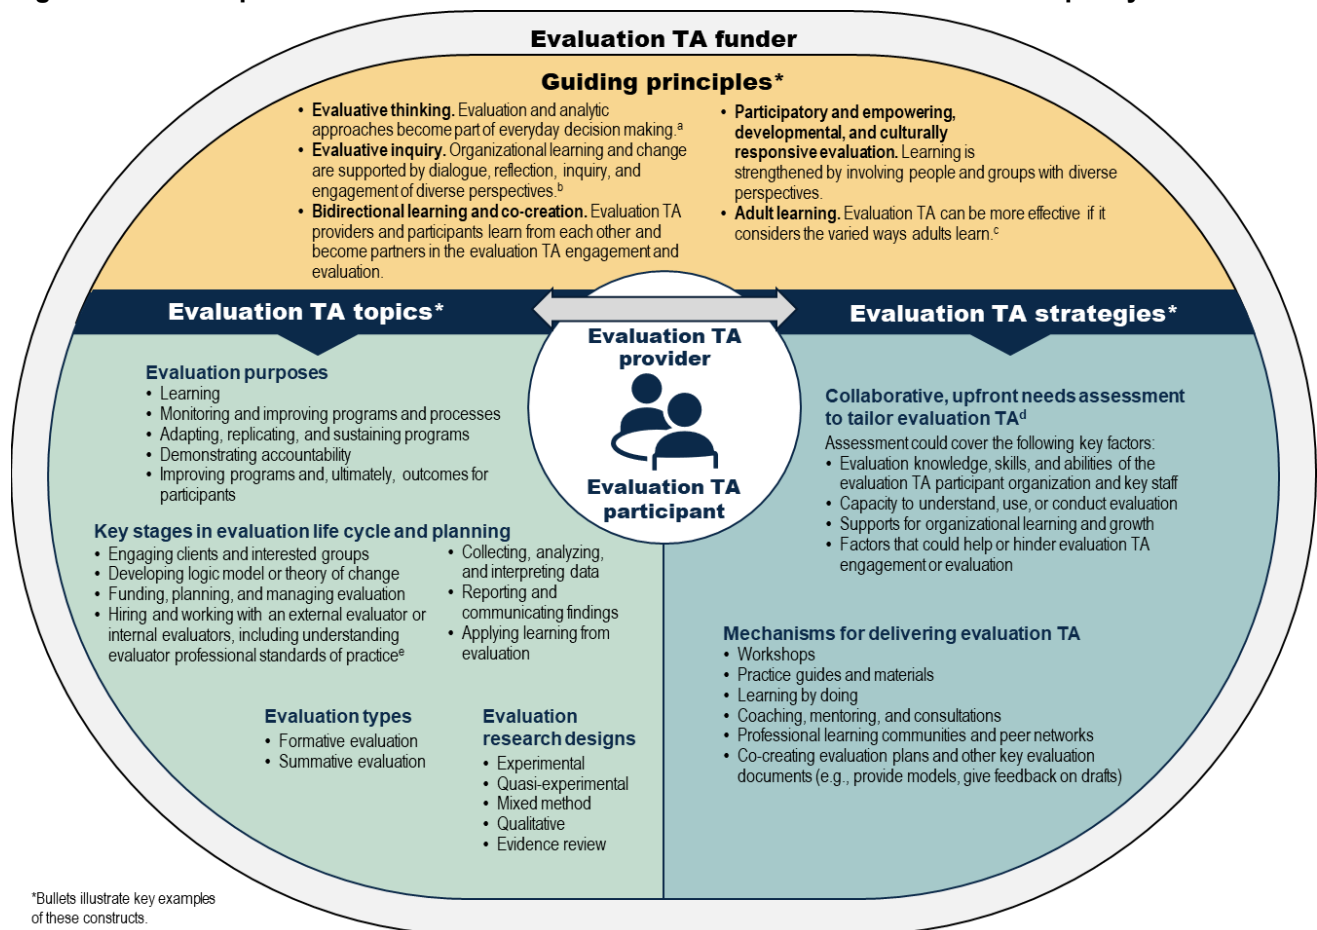 Evaluation TA funder
Guiding principles*
• Evaluative thinking. Evaluation and analytic
approaches become part of everyday decision making.ᵃ
• Evaluative inquiry. Organizational learning and change
are supported by dialogue, reflection, inquiry, and
engagement of diverse perspectives.ᵇ
• Bidirectional learning and co-creation. Evaluation TA
providers and participants learn from each other and
become partners in the evaluation TA engagement and
evaluation.
• Participatory and empowering,
developmental, and culturally
responsive evaluation. Learning is
strengthened by involving people and groups with diverse
perspectives.
• Adult learning. Evaluation TA can be more effective if it
considers the varied ways adults learn.ᶜ
Evaluation TA topics*
Evaluation TA
provider
Evaluation TA
participant
Evaluation TA strategies*
Evaluation purposes
• Learning
• Monitoring and improving programs and processes
• Adapting, replicating, and sustaining programs
• Demonstrating accountability
• Improving programs and, ultimately, outcomes for
participants
Key stages in evaluation life cycle and planning
• Engaging clients and interested groups
• Developing logic model or theory of change
• Funding, planning, and managing evaluation
• Hiring and working with an external evaluator or
internal evaluators, including understanding
evaluator professional standards of practiceᵉ
• Collecting, analyzing,
and interpreting data
• Reporting and
communicating findings
• Applying learning from
evaluation
Evaluation types
• Formative evaluation
• Summative evaluation
Evaluation
research designs
• Experimental
• Quasi-experimental
• Mixed method
• Qualitative
• Evidence review
Collaborative, upfront needs assessment
to tailor evaluation TAᵈ
Assessment could cover the following key factors:
• Evaluation knowledge, skills, and abilities of the
evaluation TA participant organization and key staff
• Capacity to understand, use, or conduct evaluation
• Supports for organizational learning and growth
• Factors that could help or hinder evaluation TA
engagement or evaluation
Mechanisms for delivering evaluation TA
• Workshops
• Practice guides and materials
• Learning by doing
• Coaching, mentoring, and consultations
• Professional learning communities and peer networks
• Co-creating evaluation plans and other key evaluation
documents (e.g., provide models, give feedback on drafts)
*Bullets illustrate key examples
of these constructs.